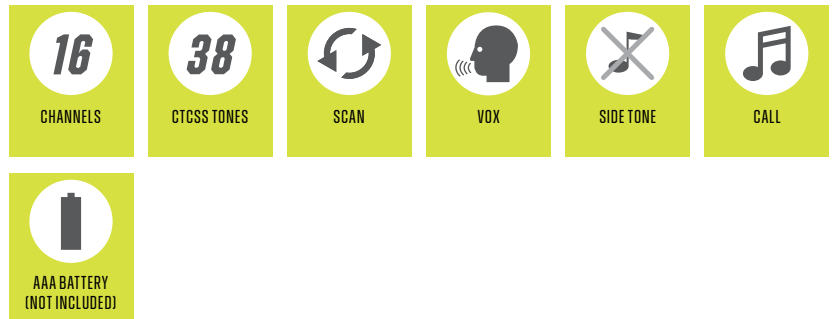 16
CHANNELS
38
CTCSS TONES
SCAN
VOX
SIDE TONE
CALL
AAA BATTERY
(NOT INCLUDED)